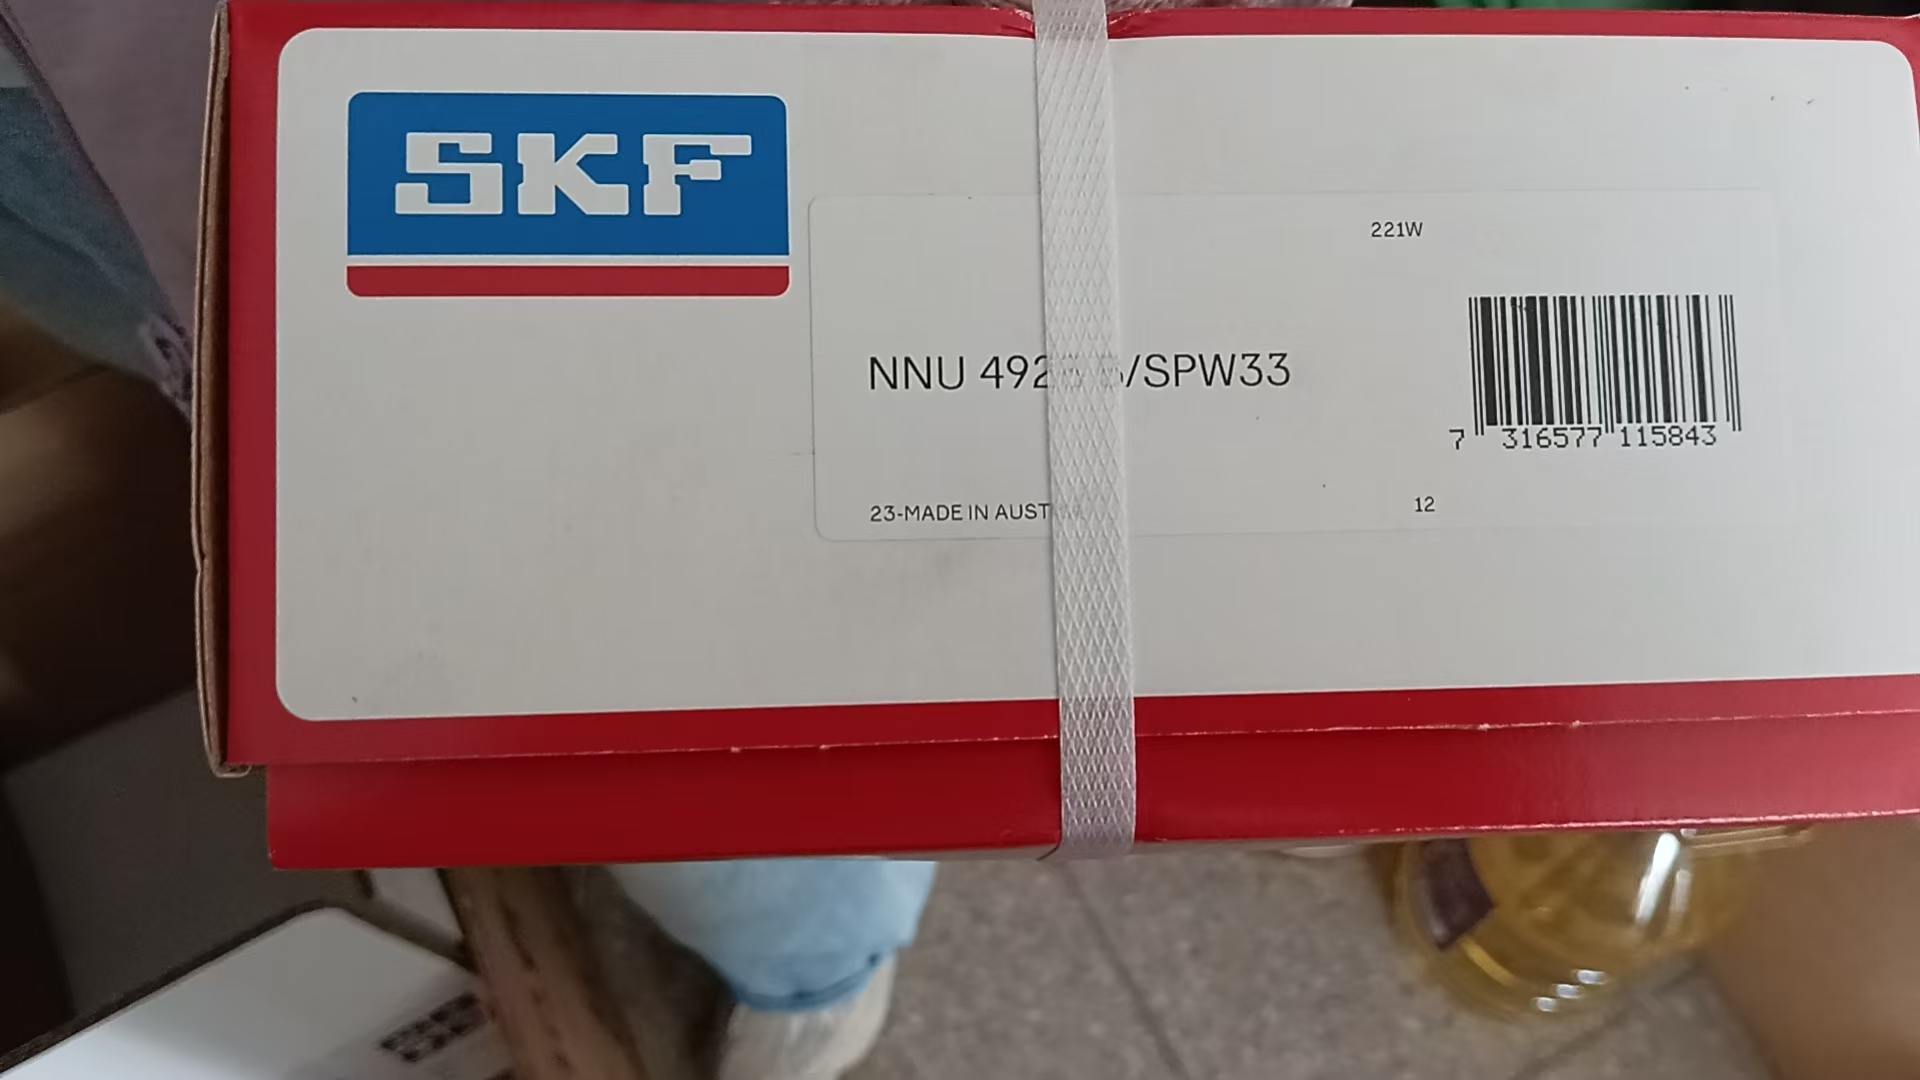 SKF
221W
NNU 492 /SPW33
7 316577 115843
23-MADE IN AUST
12